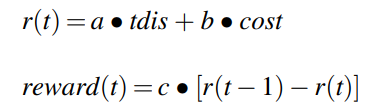 r(t) = a • tdis + b • cost
reward(t) = c • [r(t – 1) – r(t)]